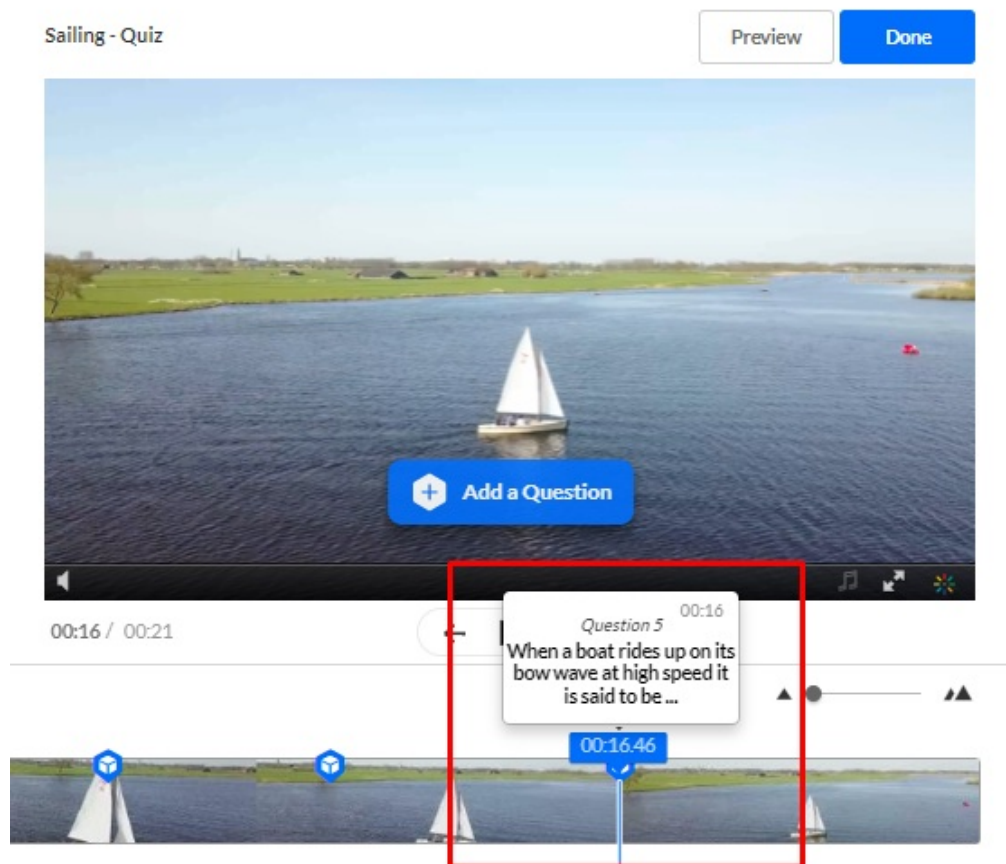 Sailing - Quiz
Preview
Done
Add a Question
00:16 / 00:21
00:16
Question 5
When a boat rides up on its
bow wave at high speed it
is said to be ...
00:16.46